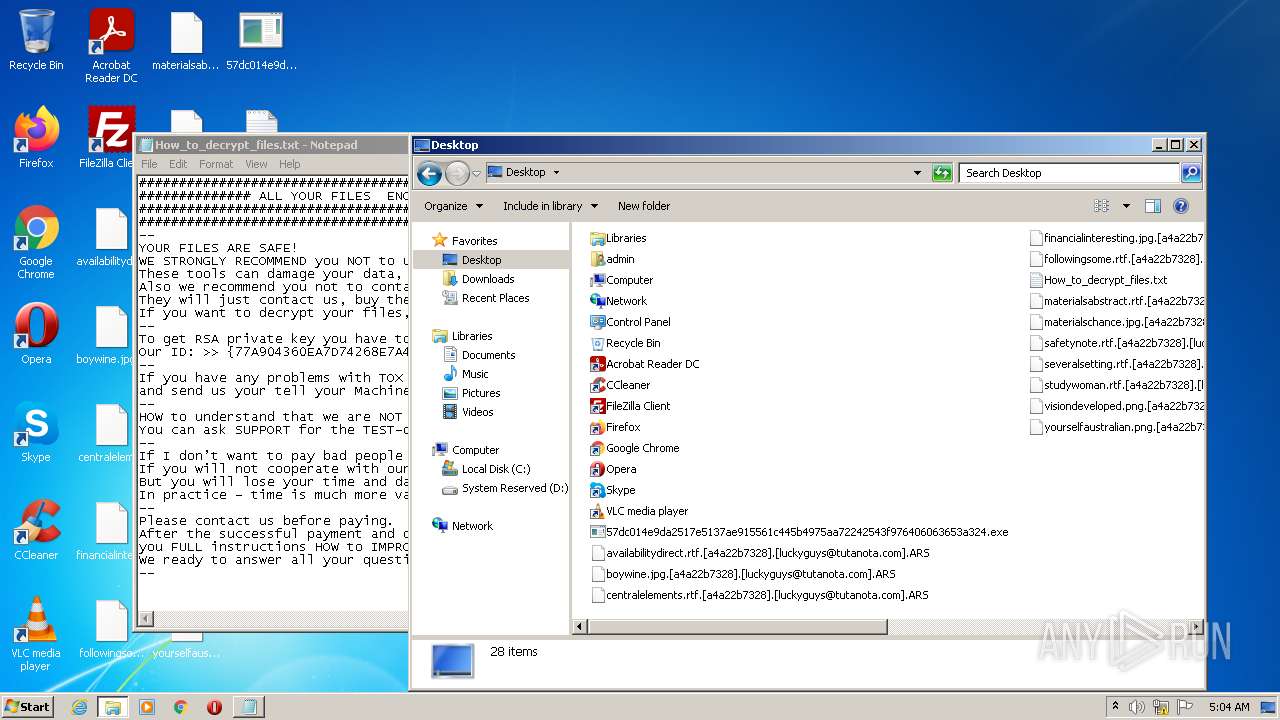 Recycle Bin
Acrobat
Reader DC
materialsab...
57dc014e9d...
Firefox
FileZilla Clie
Google
Chrome
availabilityd
Opera
boywine.jpg
Skype
centralelem
CCleaner
financialinte
VLC media
player
followingso...
yourselfaus...
How_to_decrypt_files.txt - Notepad
File Edit Format View Help
############## ALL YOUR FILES ENC
--
YOUR FILES ARE SAFE!
WE STRONGLY RECOMMEND you NOT to u
These tools can damage your data,
Also we recommend you not to conta
They will just contact us, buy the
If you want to decrypt your files,
--
To get RSA private key you have to
Our ID: >> {77A904360EA7D74268E7A4
--
If you have any problems with TOX
and send us your tell your Machine
--
HOW to understand that we are NOT
You can ask SUPPORT for the TEST-d
--
If I don't want to pay bad people
If you will not cooperate with our
But you will lose your time and da
In practice - time is much more va
--
Please contact us before paying.
After the successful payment and d
you FULL instructions HOW to IMPRO
We ready to answer all your questi
--
Desktop
Desktop
Search Desktop
Organize Include in library New folder
Favorites
Desktop
Downloads
Recent Places
Libraries
Documents
Music
Pictures
Videos
Computer
Local Disk (C:)
System Reserved (D:)
Network
Libraries
admin
Computer
Network
Control Panel
Recycle Bin
Acrobat Reader DC
CCleaner
FileZilla Client
Firefox
Google Chrome
Opera
Skype
VLC media player
57dc014e9da2517e5137ae915561c445b4975aa72242543f976406063653a324.exe
availabilitydirect.rtf.[a4a22b7328].[luckyguys@tutanota.com].ARS
boywine.jpg.[a4a22b7328].[luckyguys@tutanota.com].ARS
centralelements.rtf.[a4a22b7328].[luckyguys@tutanota.com].ARS
financialinteresting.jpg.[a4a22b7
followingsome.rtf.[a4a22b7328].
How_to_decrypt_files.txt
materialsabstract.rtf.[a4a22b732
materialschance.jpg.[a4a22b732
safetynote.rtf.[a4a22b7328].[lu
severalsetting.rtf.[a4a22b7328]
studywoman.rtf.[a4a22b7328].[l
visiondeveloped.png.[a4a22b732
yourselfaustralian.png.[a4a22b7
28 items
ANY RUN
Start
5:04 AM